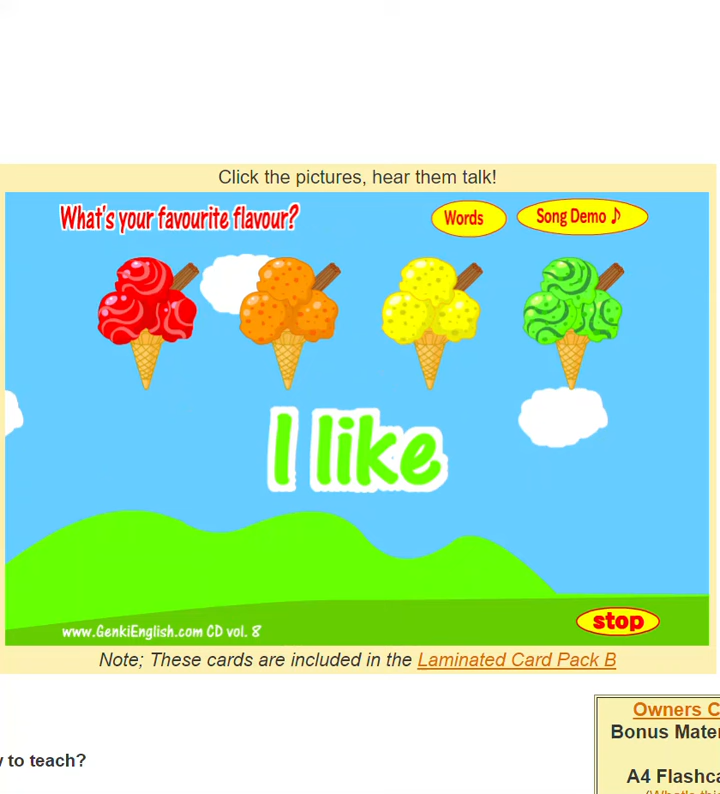 Click the pictures, hear them talk!
What's your favourite flavour?
Words
Song Demo ♪
I like
stop
www.GenkiEnglish.com CD vol. 8
Note; These cards are included in the Laminated Card Pack B
Owners C
Bonus Mater
to teach?
A4 Flashca